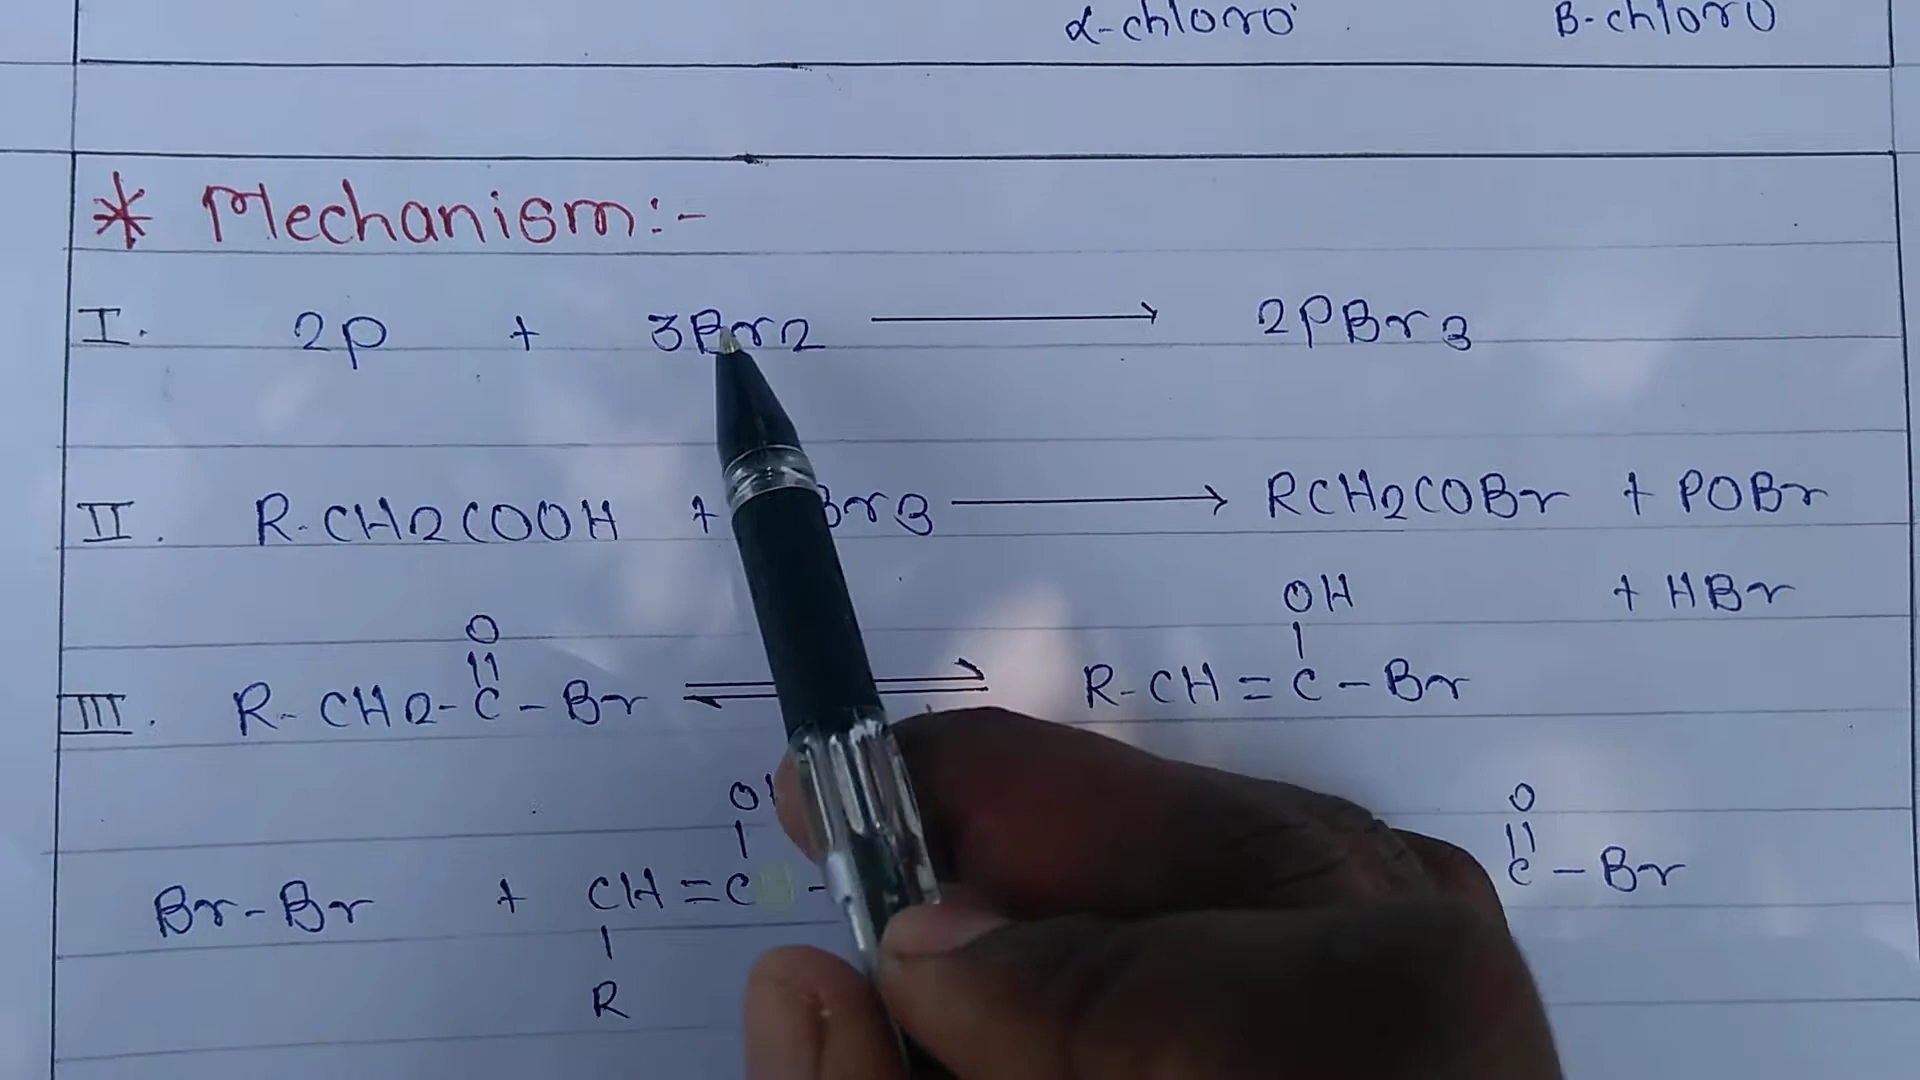 α-chloro B-chloro
* Mechanism:-
I. 2P + 3Br2 ⟶ 2PBr3
II. R-CH2COOH + Br3 ⟶ RCH2COBr + POBr
OH + HBr
O
III. R-CH2-C-Br ⇌ R-CH=C-Br
O O
Br-Br + CH=C- C-Br
R